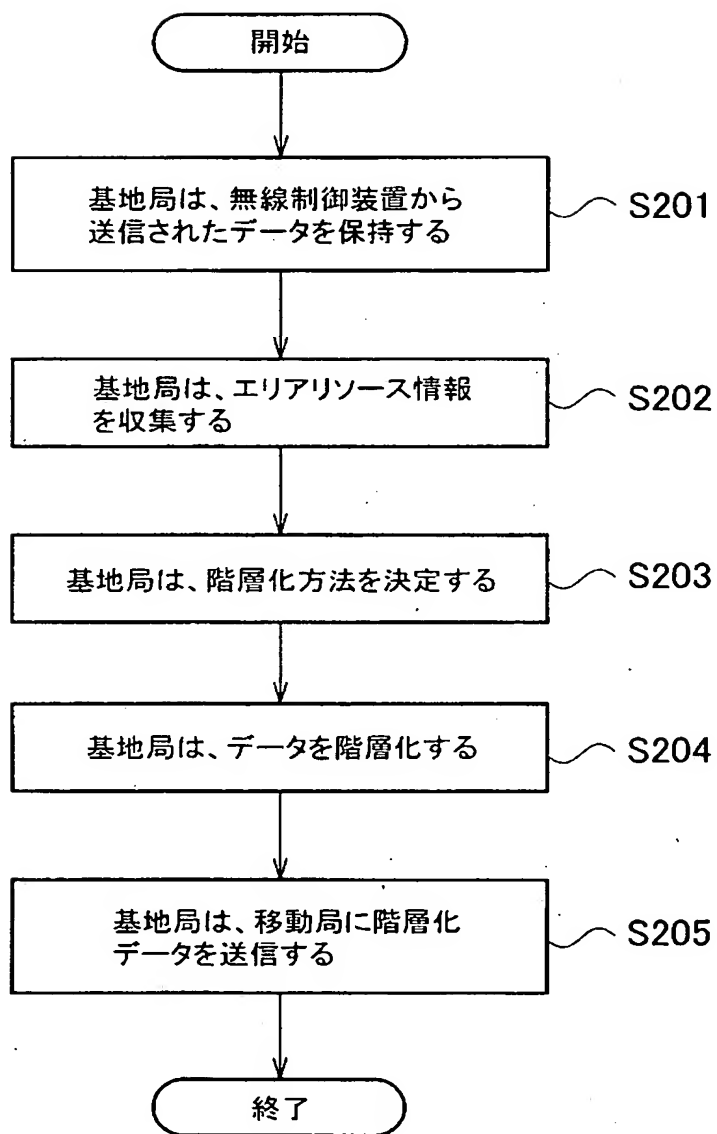 開始
基地局は、無線制御装置から
送信されたデータを保持する
S201
基地局は、エリアリソース情報
を収集する
S202
基地局は、階層化方法を決定する
S203
基地局は、データを階層化する
S204
基地局は、移動局に階層化
データを送信する
S205
終了